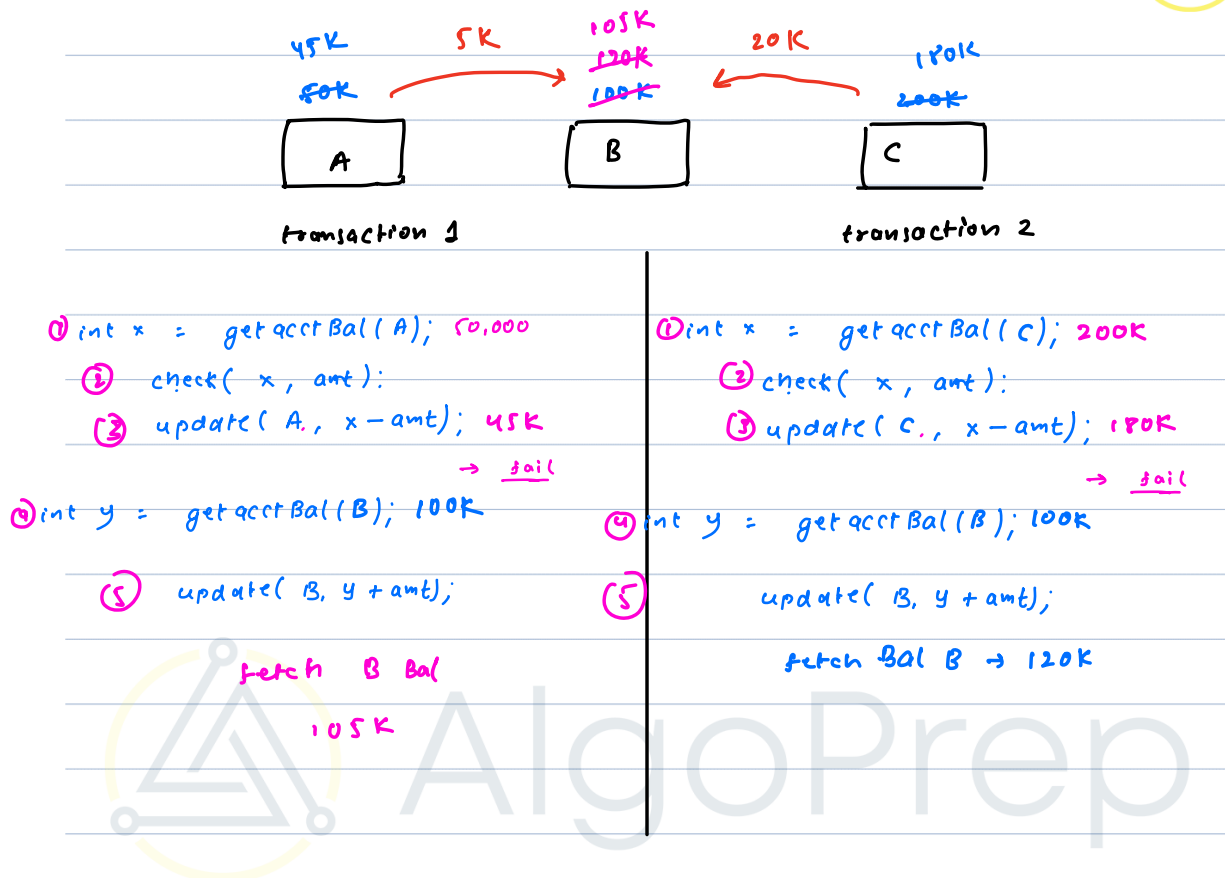 45K 5K 105K 20K 180K
50K 120K 200K
100K
A B C
transaction 1 transaction 2
① int x = getacctBal(A); 50,000
② check( x, amt):
③ update( A., x - amt); 45K
→ fail
④ int y = getacctBal(B); 100K
⑤ update( B, y + amt);
fetch B Bal
105K
① int x = getacctBal(C); 200K
② check( x, amt):
③ update( C., x - amt); 180K
→ fail
④ int y = getacctBal(B); 100K
⑤ update( B, y + amt);
fetch Bal B → 120K
AlgoPrep